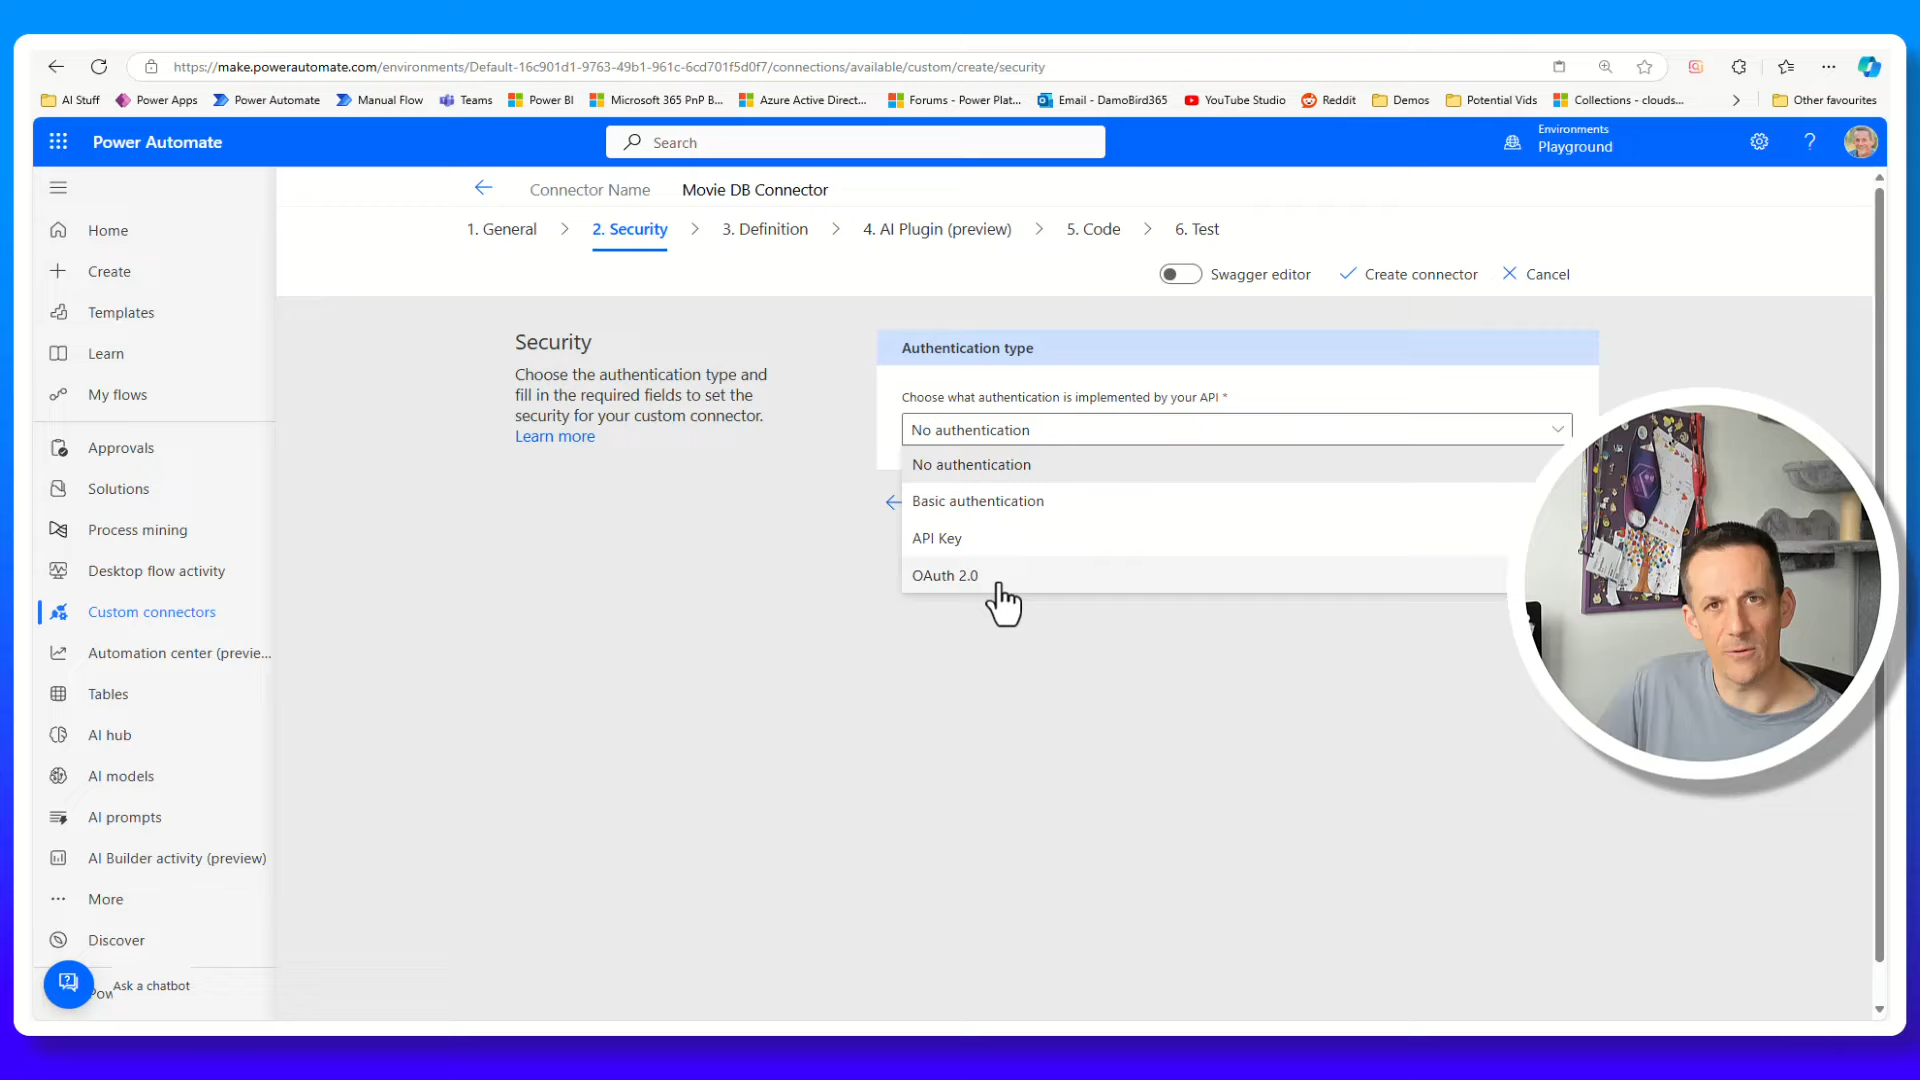 https://make.powerautomate.com/environments/Default-16c901d1-9763-49b1-961c-6cd701f5d0f7/connections/available/custom/create/security
AI Stuff
Power Apps
Power Automate
Manual Flow
Teams
Power BI
Microsoft 365 PnP B...
Azure Active Direct...
Forums - Power Plat...
Email - DamoBird365
YouTube Studio
Reddit
Demos
Potential Vids
Collections - clouds...
Other favourites
Power Automate
Search
Environments
Playground
Connector Name
Movie DB Connector
1. General
2. Security
3. Definition
4. AI Plugin (preview)
5. Code
6. Test
Swagger editor
Create connector
Cancel
Home
Create
Templates
Learn
My flows
Approvals
Solutions
Process mining
Desktop flow activity
Custom connectors
Automation center (previe...
Tables
AI hub
AI models
AI prompts
AI Builder activity (preview)
More
Discover
Pow
Ask a chatbot
Security
Choose the authentication type and
fill in the required fields to set the
security for your custom connector.
Learn more
Authentication type
Choose what authentication is implemented by your API *
No authentication
No authentication
Basic authentication
API Key
OAuth 2.0